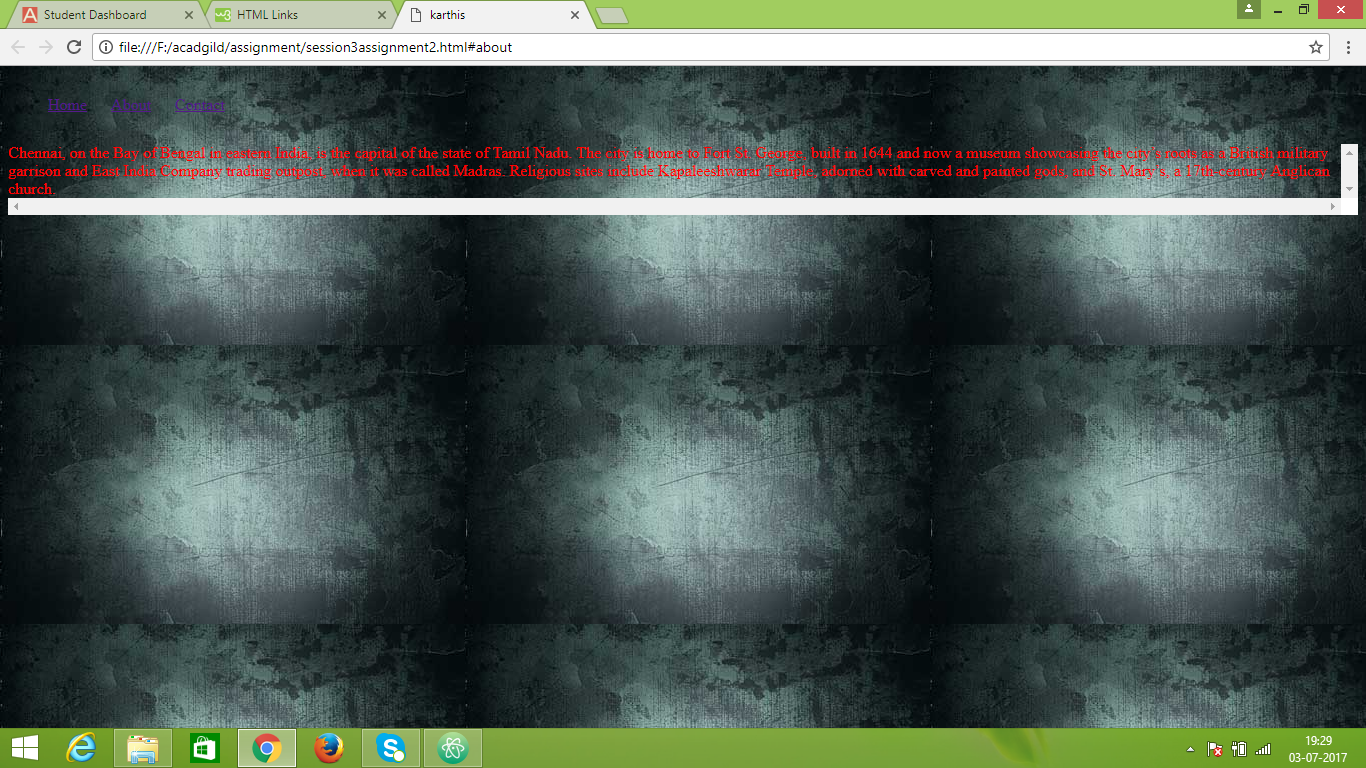 Student Dashboard
HTML Links
karthis
file:///F:/acadgild/assignment/session3assignment2.html#about
Home About Contact
Chennai, on the Bay of Bengal in eastern India, is the capital of the state of Tamil Nadu. The city is home to Fort St. George, built in 1644 and now a museum showcasing the city's roots as a British military
garrison and East India Company trading outpost, when it was called Madras. Religious sites include Kapaleeshwarar Temple, adorned with carved and painted gods, and St. Mary's, a 17th-century Anglican
church.
19:29
03-07-2017